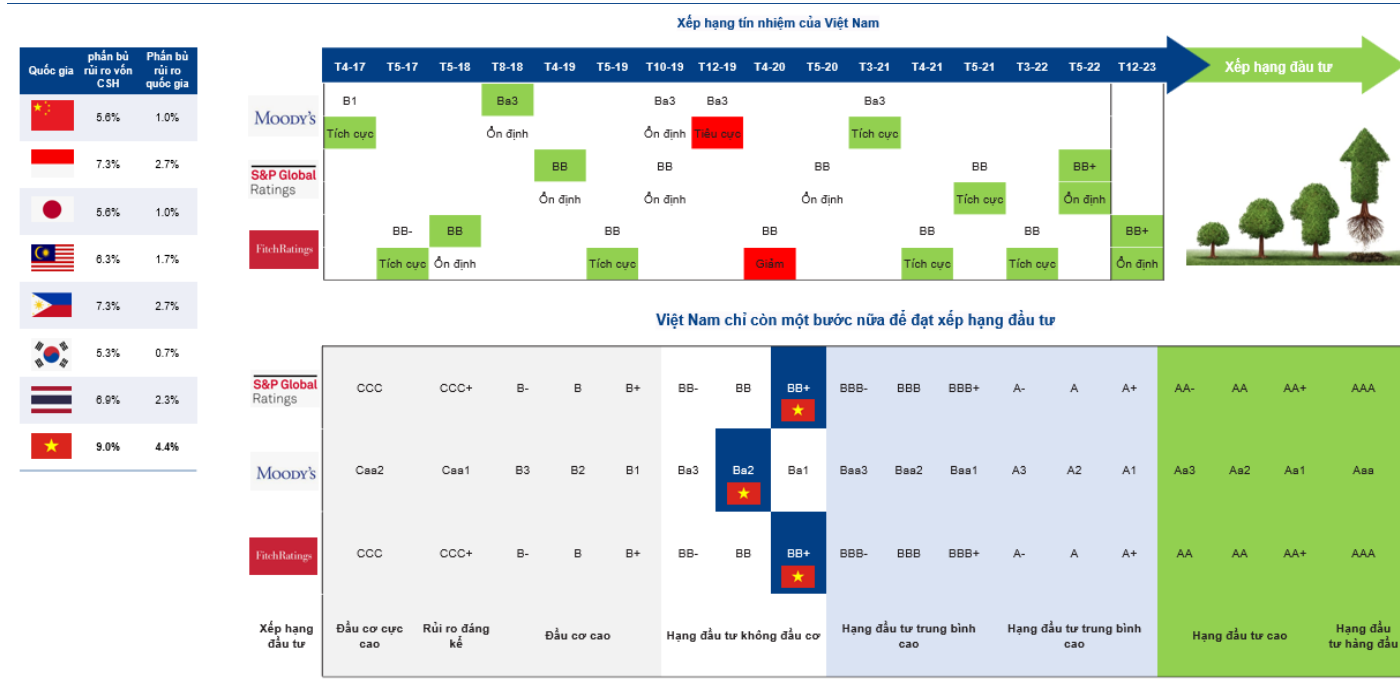 Xếp hạng tín nhiệm của Việt Nam
Quốc gia
phần bù
rủi ro vốn
CSH
Phần bù
rủi ro
quốc gia
5.6% 1.0%
7.3% 2.7%
5.6% 1.0%
6.3% 1.7%
7.3% 2.7%
5.3% 0.7%
6.9% 2.3%
9.0% 4.4%
T4-17 T5-17 T5-18 T8-18 T4-19 T5-19 T10-19 T12-19 T4-20 T5-20 T3-21 T4-21 T5-21 T3-22 T5-22 T12-23 Xếp hạng đầu tư
MOODY'S
B1 Ba3 Ba3 Ba3 Ba3
Tích cực Ổn định Ổn định Tiêu cực Tích cực
S&P Global
Ratings
BB BB BB BB BB+
Ổn định Ổn định Ổn định Tích cực Ổn định
FitchRatings
BB- BB BB BB BB BB BB+
Tích cực Ổn định Tích cực Giảm Tích cực Tích cực Ổn định
Việt Nam chỉ còn một bước nữa để đạt xếp hạng đầu tư
S&P Global
Ratings
CCC CCC+ B- B B+ BB- BB BB+ BBB- BBB BBB+ A- A A+ AA- AA AA+ AAA
MOODY'S
Caa2 Caa1 B3 B2 B1 Ba3 Ba2 Ba1 Baa3 Baa2 Baa1 A3 A2 A1 Aa3 Aa2 Aa1 Aaa
FitchRatings
CCC CCC+ B- B B+ BB- BB BB+ BBB- BBB BBB+ A- A A+ AA AA AA+ AAA
Xếp hạng
đầu tư
Đầu cơ cực
cao
Rủi ro đáng
kể
Đầu cơ cao
Hạng đầu tư không đầu cơ
Hạng đầu tư trung bình
cao
Hạng đầu tư trung bình
cao
Hạng đầu tư cao
Hạng đầu
tư hàng đầu